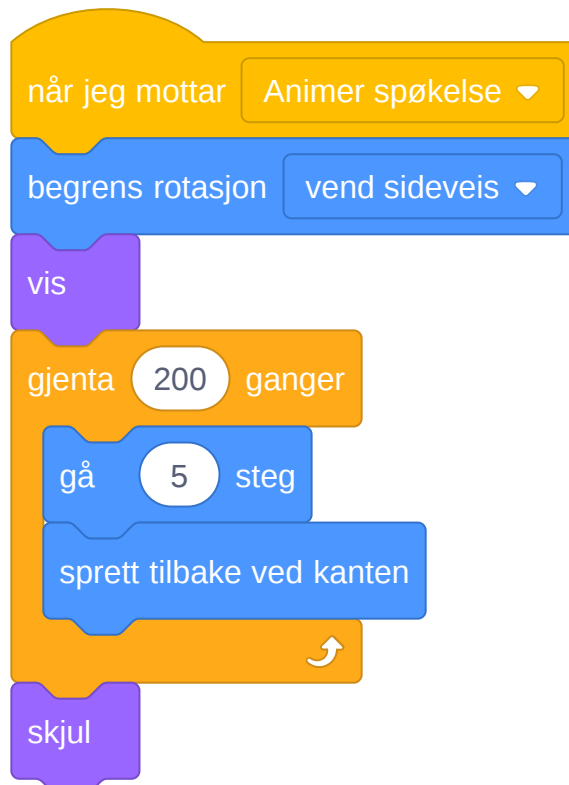 når jeg mottar Animer spøkelse
begrens rotasjon vend sideveis
vis
gjenta 200 ganger
gå 5 steg
sprett tilbake ved kanten
skjul